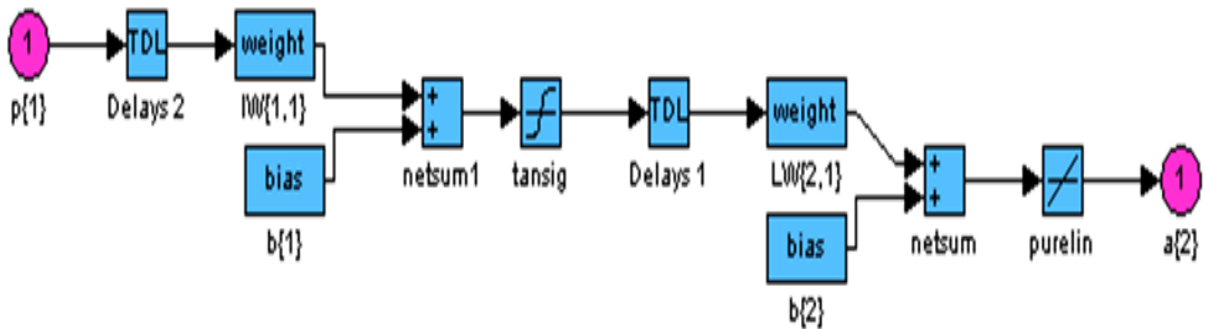 1
p{1}
TDL
Delays 2
weight
IW{1,1}
bias
b{1}
+
+
netsum1
tansig
TDL
Delays 1
weight
LW{2,1}
bias
b{2}
+
+
netsum
purelin
1
a{2}